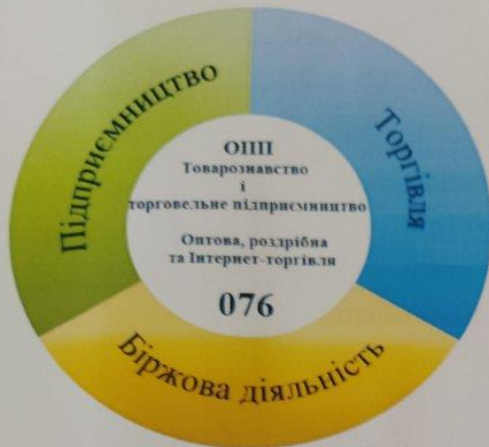 Підприємництво
Торгівля
ОПП
Товарознавство
і
торговельне підприємництво
Оптова, роздрібна
та Інтернет-торгівля
076
Біржова діяльність